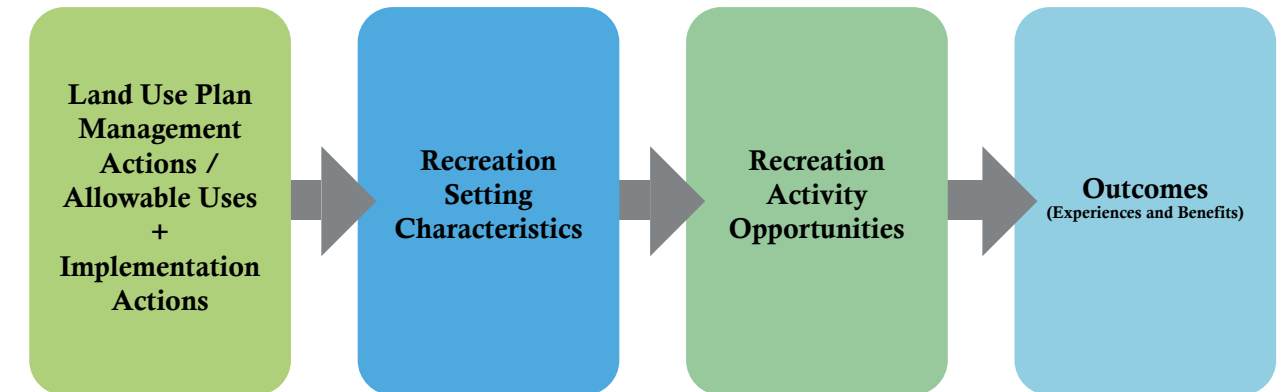 Land Use Plan
Management
Actions /
Allowable Uses
+
Implementation
Actions
Recreation
Setting
Characteristics
Recreation
Activity
Opportunities
Outcomes
(Experiences and Benefits)